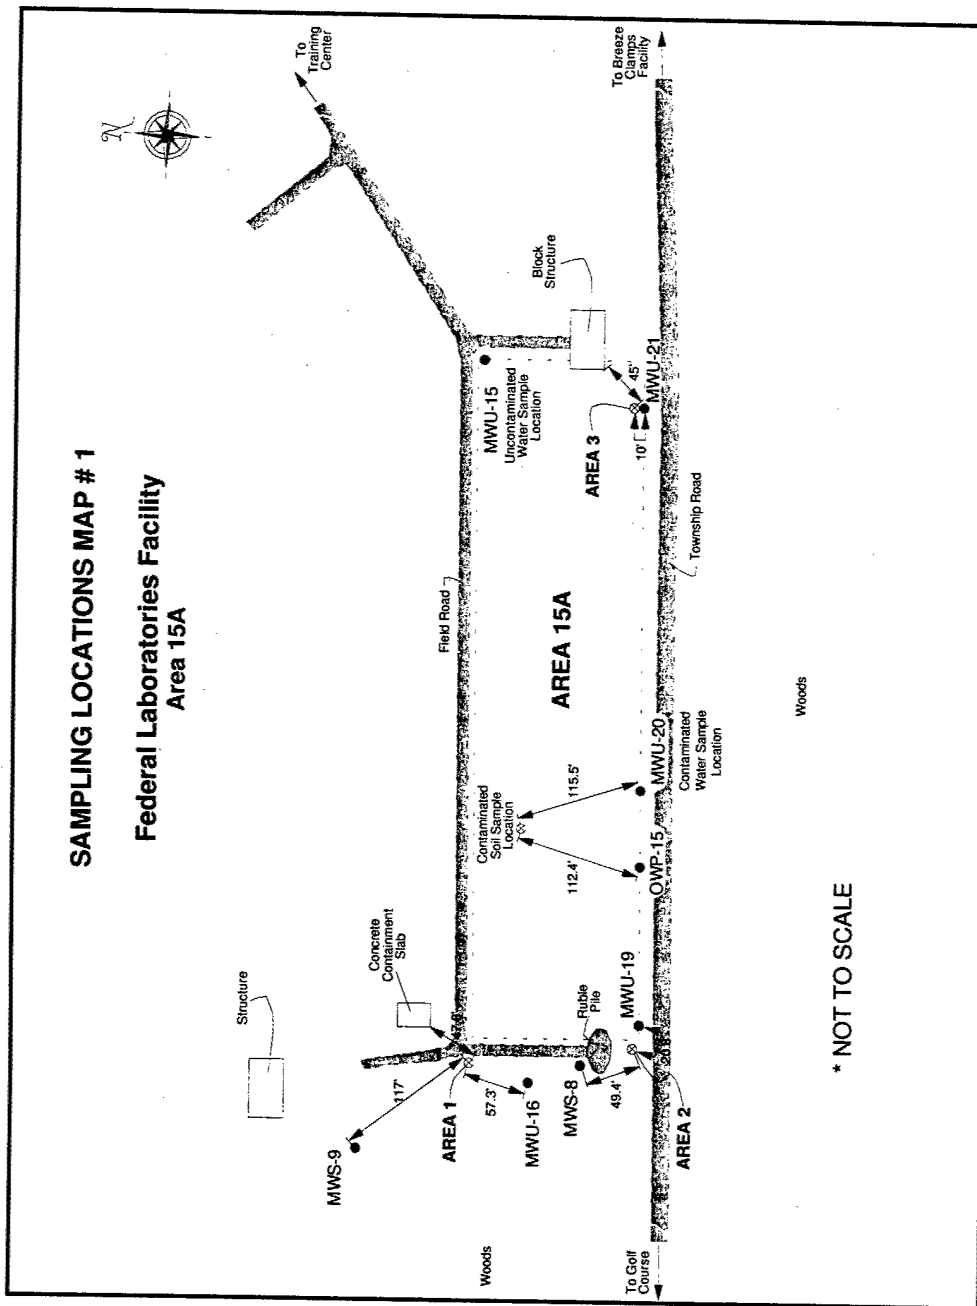 SAMPLING LOCATIONS MAP # 1
Federal Laboratories Facility
Area 15A
N
To
Training
Center
Structure
Concrete
Containment
Slab
Field Road
MWS-9
117'
AREA 1
57.3'
MWU-16
MWS-8
49.4'
Ruble
Pile
MWU-19
AREA 2
Contaminated
Soil Sample
Location
112.4'
115.5'
OWP-15
MWU-20
Contaminated
Water Sample
Location
AREA 15A
MWU-15
Uncontaminated
Water Sample
Location
Block
Structure
AREA 3
10'
45'
MWU-21
Township Road
Woods
Woods
To Golf
Course
To Breeze
Clamps
Facility
* NOT TO SCALE